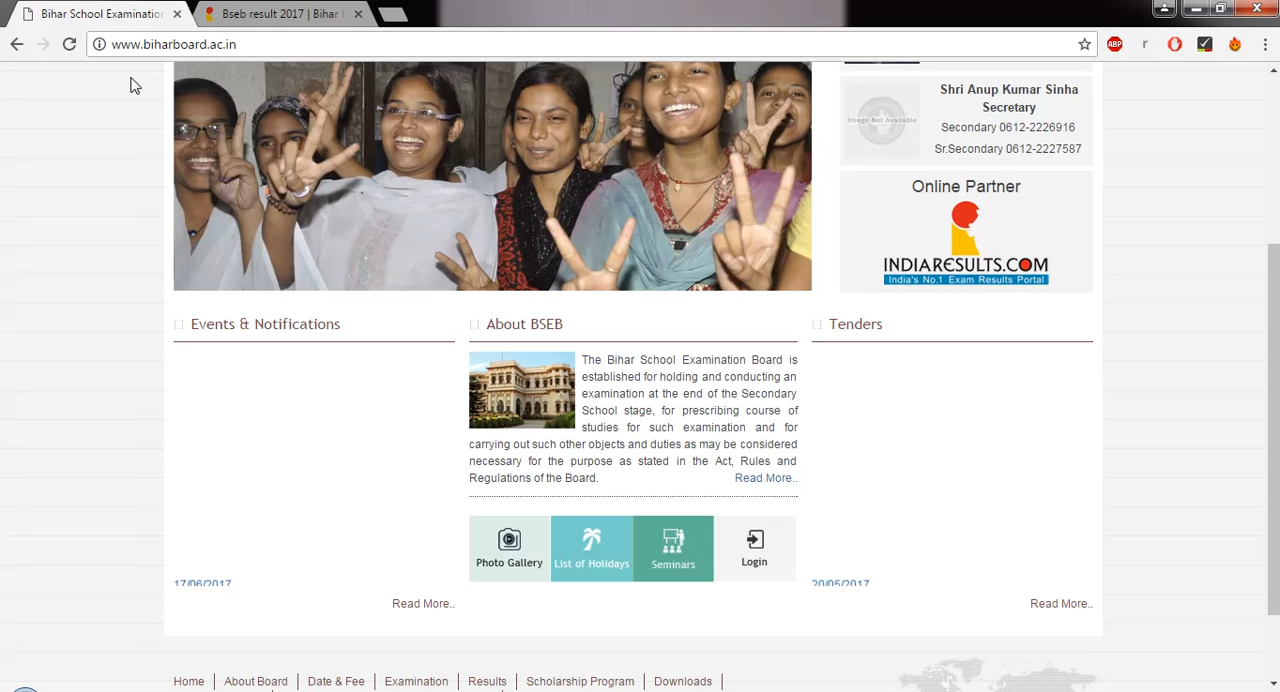 Bihar School Examination
Bseb result 2017 | Bihar
www.biharboard.ac.in
ABP
r
Shri Anup Kumar Sinha
Secretary
Secondary 0612-2226916
Sr.Secondary 0612-2227587
Image Not Available
Online Partner
INDIARESULTS.COM
India's No.1 Exam Results Portal
Events & Notifications
17/06/2017
Read More..
About BSEB
The Bihar School Examination Board is
established for holding and conducting an
examination at the end of the Secondary
School stage, for prescribing course of
studies for such examination and for
carrying out such other objects and duties as may be considered
necessary for the purpose as stated in the Act, Rules and
Regulations of the Board. Read More..
Photo Gallery
List of Holidays
Seminars
Login
Tenders
20/05/2017
Read More..
Home | About Board | Date & Fee | Examination | Results | Scholarship Program | Downloads |